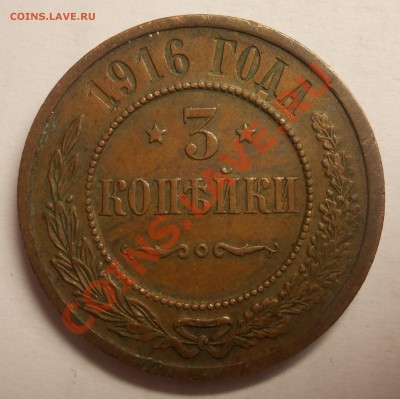 COINS.LAVE.RU
1916 ГОДА
3
КОПѢЙКИ
COINS.LAVE.RU